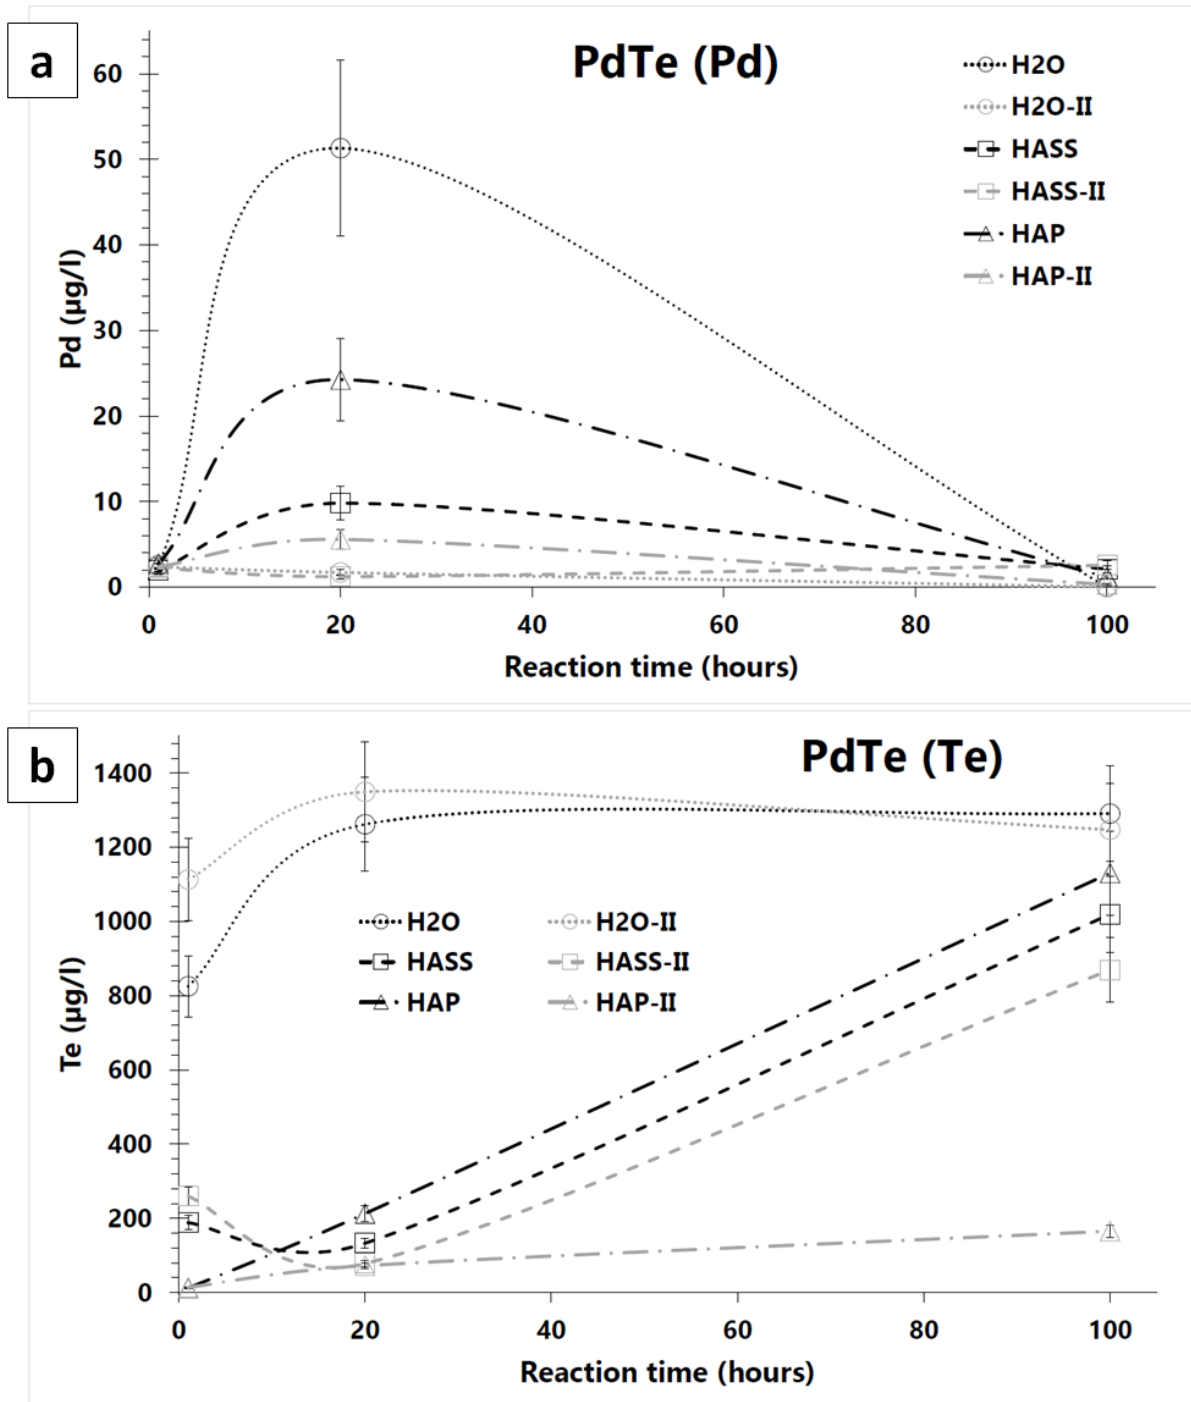 a
PdTe (Pd)
H2O
H2O-II
HASS
HASS-II
HAP
HAP-II
60
50
40
30
20
10
0
Pd (µg/l)
0 20 40 60 80 100
Reaction time (hours)
b
PdTe (Te)
1400
1200
1000
800
600
400
200
0
Te (µg/l)
H2O H2O-II
HASS HASS-II
HAP HAP-II
0 20 40 60 80 100
Reaction time (hours)